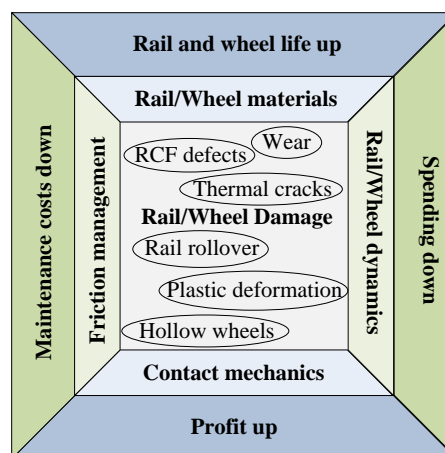 Rail and wheel life up
Rail/Wheel materials
Maintenance costs down
Friction management
Wear
RCF defects
Thermal cracks
Rail/Wheel Damage
Rail rollover
Plastic deformation
Hollow wheels
Rail/Wheel dynamics
Spending down
Contact mechanics
Profit up